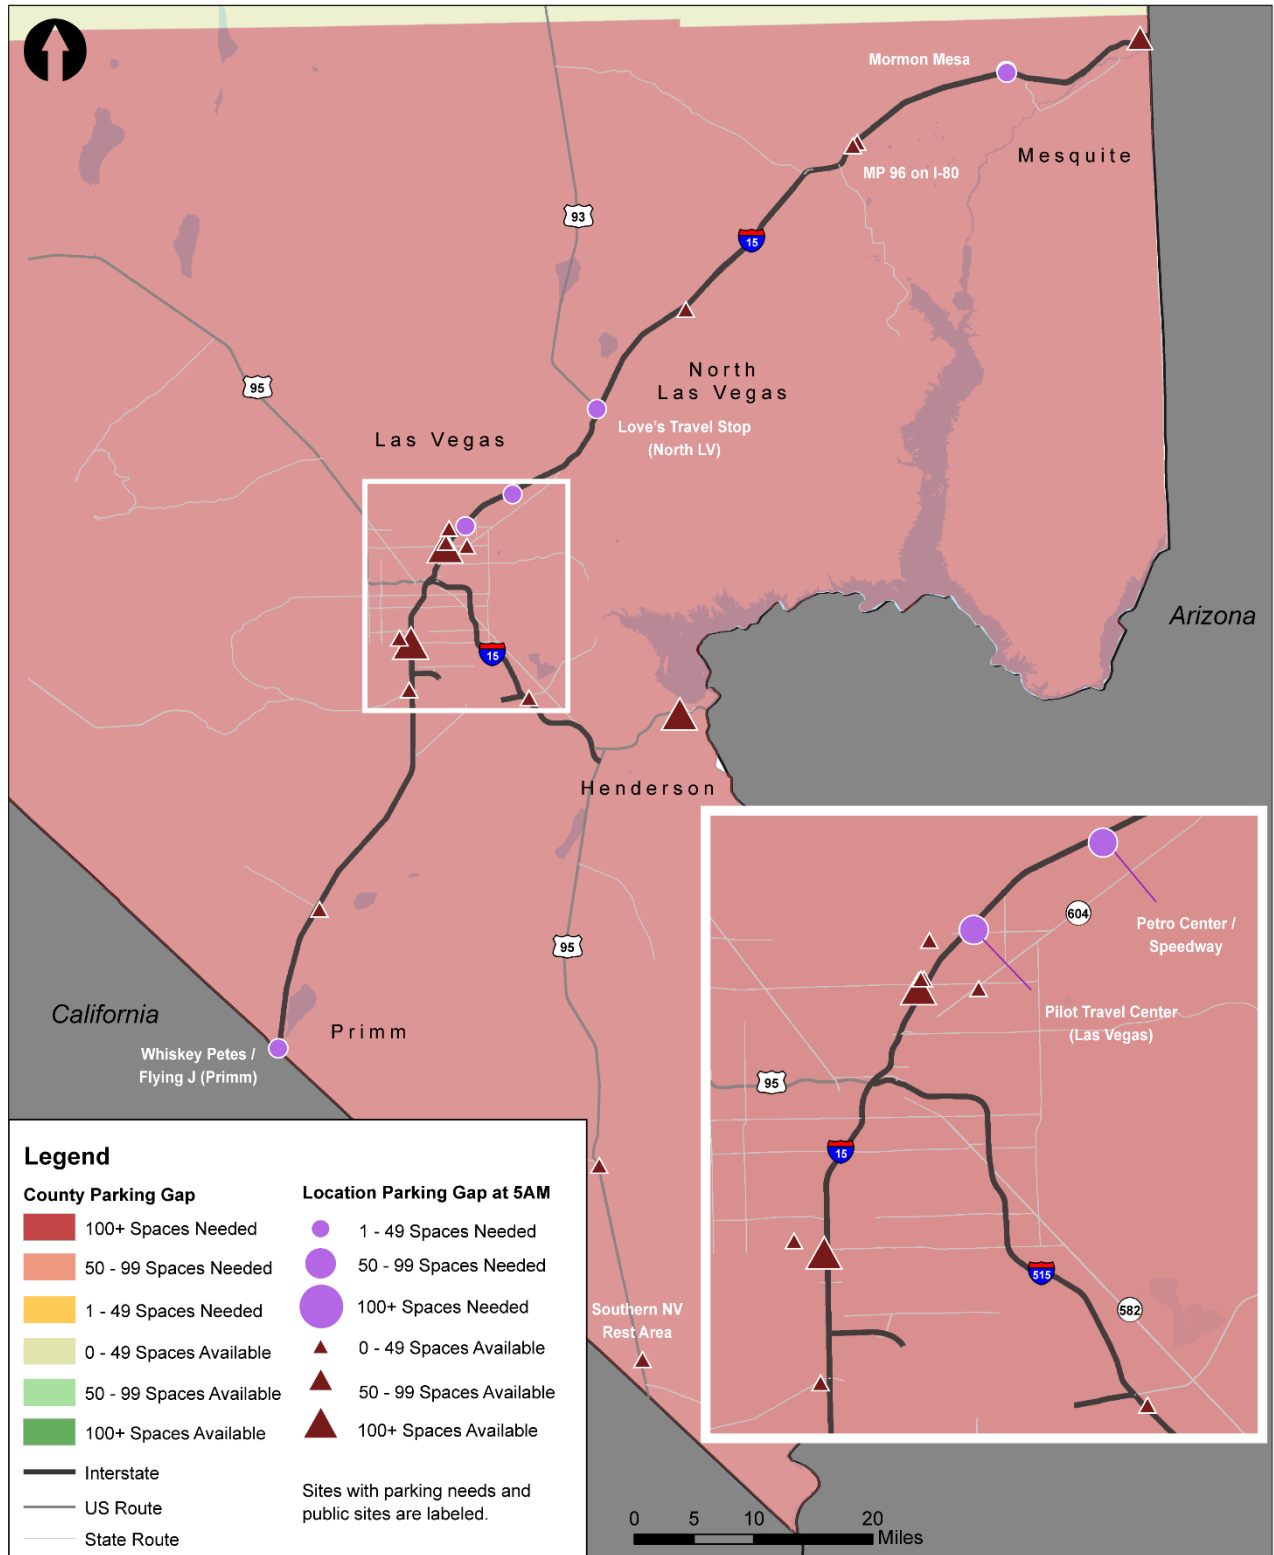 Mormon Mesa
Mesquite
MP 96 on I-80
93
15
North
Las Vegas
95
Love's Travel Stop
(North LV)
Las Vegas
Arizona
15
Henderson
95
California
Primm
Whiskey Petes /
Flying J (Primm)
604
Petro Center /
Speedway
Pilot Travel Center
(Las Vegas)
95
15
515
582
Southern NV
Rest Area
Legend
County Parking Gap
100+ Spaces Needed
50 - 99 Spaces Needed
1 - 49 Spaces Needed
0 - 49 Spaces Available
50 - 99 Spaces Available
100+ Spaces Available
Interstate
US Route
State Route
Location Parking Gap at 5AM
1 - 49 Spaces Needed
50 - 99 Spaces Needed
100+ Spaces Needed
0 - 49 Spaces Available
50 - 99 Spaces Available
100+ Spaces Available
Sites with parking needs and
public sites are labeled.
0 5 10 20
Miles